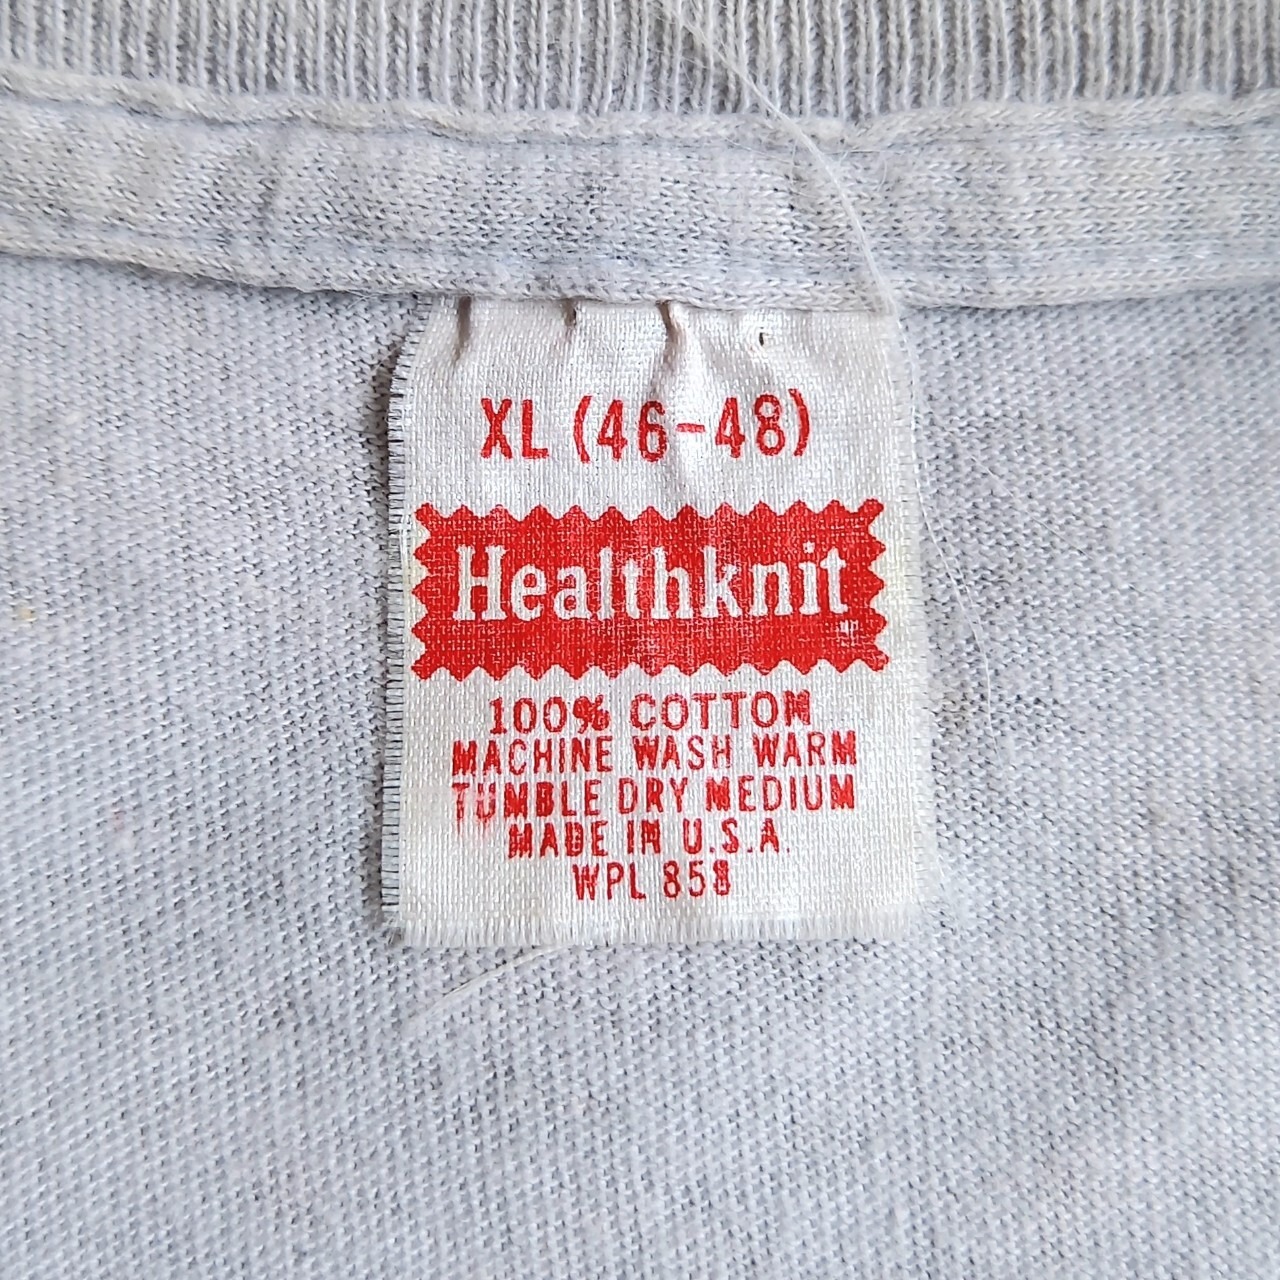 XL (46-48)
Healthknit
100% COTTON
MACHINE WASH WARM
TUMBLE DRY MEDIUM
MADE IN U.S.A.
WPL 858